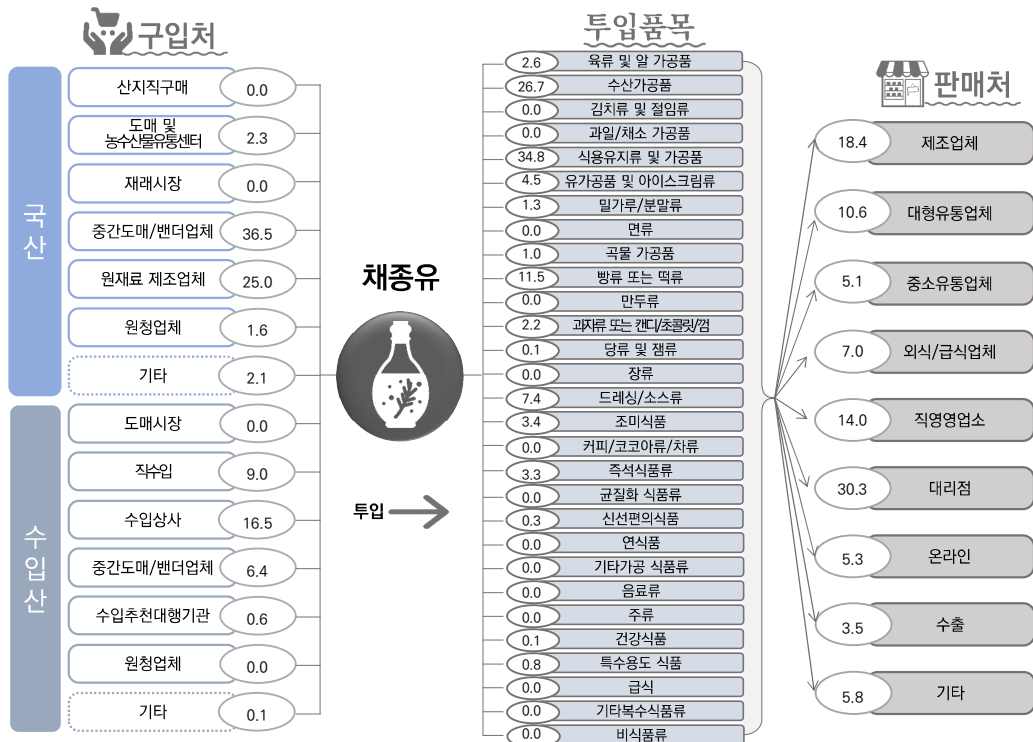 구입처
국산
산지직구매 0.0
도매 및
농수산물유통센터 2.3
재래시장 0.0
중간도매/밴더업체 36.5
원재료 제조업체 25.0
원청업체 1.6
기타 2.1
수입산
도매시장 0.0
직수입 9.0
수입상사 16.5
중간도매/밴더업체 6.4
수입추천대행기관 0.6
원청업체 0.0
기타 0.1
채종유
투입
투입품목
2.6 육류 및 알 가공품
26.7 수산가공품
0.0 김치류 및 절임류
0.0 과일/채소 가공품
34.8 식용유지류 및 가공품
4.5 유가공품 및 아이스크림류
1.3 밀가루/분말류
0.0 면류
1.0 곡물 가공품
11.5 빵류 또는 떡류
0.0 만두류
2.2 과자류 또는 캔디/초콜릿/껌
0.1 당류 및 잼류
0.0 장류
7.4 드레싱/소스류
3.4 조미식품
0.0 커피/코코아류/차류
3.3 즉석식품류
0.0 균질화 식품류
0.3 신선편의식품
0.0 연식품
0.0 기타가공 식품류
0.0 음료류
0.0 주류
0.1 건강식품
0.8 특수용도 식품
0.0 급식
0.0 기타복수식품류
0.0 비식품류
판매처
18.4 제조업체
10.6 대형유통업체
5.1 중소유통업체
7.0 외식/급식업체
14.0 직영영업소
30.3 대리점
5.3 온라인
3.5 수출
5.8 기타